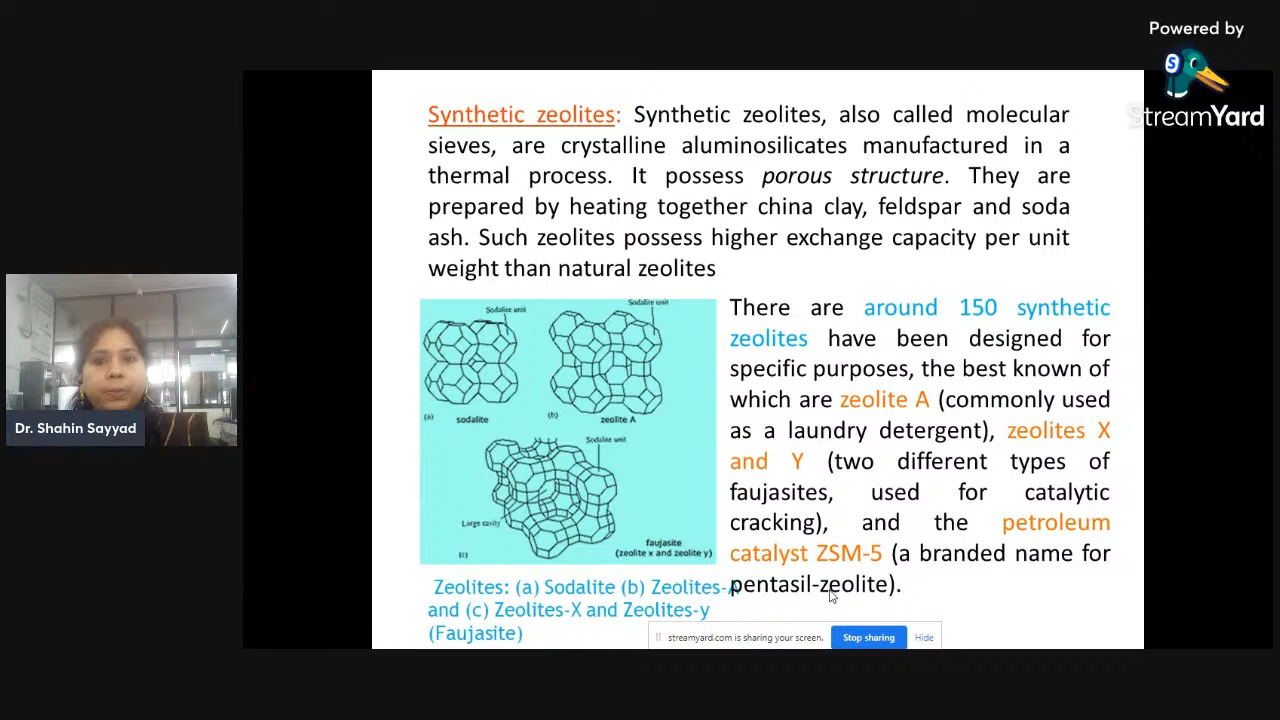 Powered by
S
StreamYard
Synthetic zeolites: Synthetic zeolites, also called molecular
sieves, are crystalline aluminosilicates manufactured in a
thermal process. It possess porous structure. They are
prepared by heating together china clay, feldspar and soda
ash. Such zeolites possess higher exchange capacity per unit
weight than natural zeolites
Sodalite unit
Sodalite unit
(a)
sodalite
(b)
zeolite A
Sodalite unit
Large cavity
(c)
faujasite
(zeolite x and zeolite y)
Zeolites: (a) Sodalite (b) Zeolites-A
and (c) Zeolites-X and Zeolites-y
(Faujasite)
There are around 150 synthetic
zeolites have been designed for
specific purposes, the best known of
which are zeolite A (commonly used
as a laundry detergent), zeolites X
and Y (two different types of
faujasites, used for catalytic
cracking), and the petroleum
catalyst ZSM-5 (a branded name for
pentasil-zeolite).
Dr. Shahin Sayyad
streamyard.com is sharing your screen.
Stop sharing
Hide